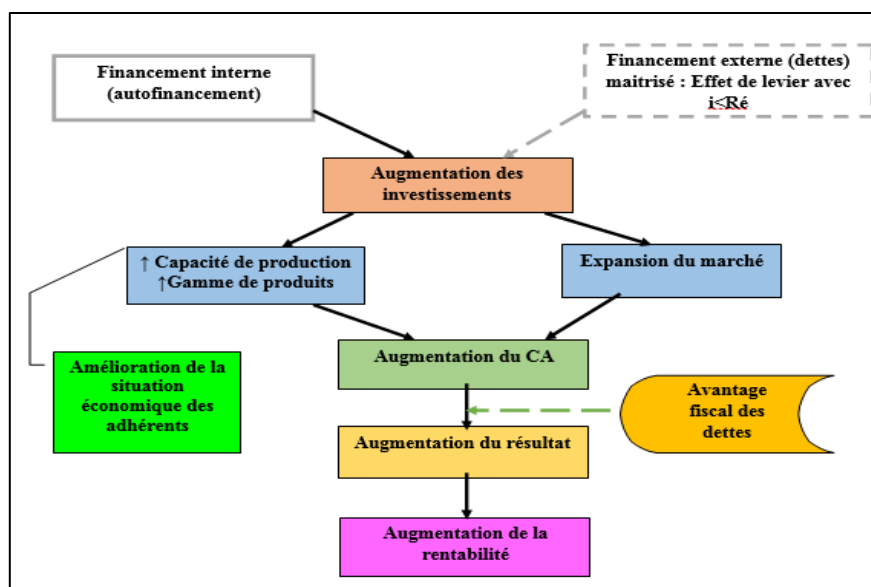 Financement interne
(autofinancement)
Financement externe (dettes)
maitrisé : Effet de levier avec
i<Ré
Augmentation des
investissements
↑ Capacité de production
↑Gamme de produits
Expansion du marché
Augmentation du CA
Amélioration de la
situation
économique des
adhérents
Avantage
fiscal des
dettes
Augmentation du résultat
Augmentation de la
rentabilité